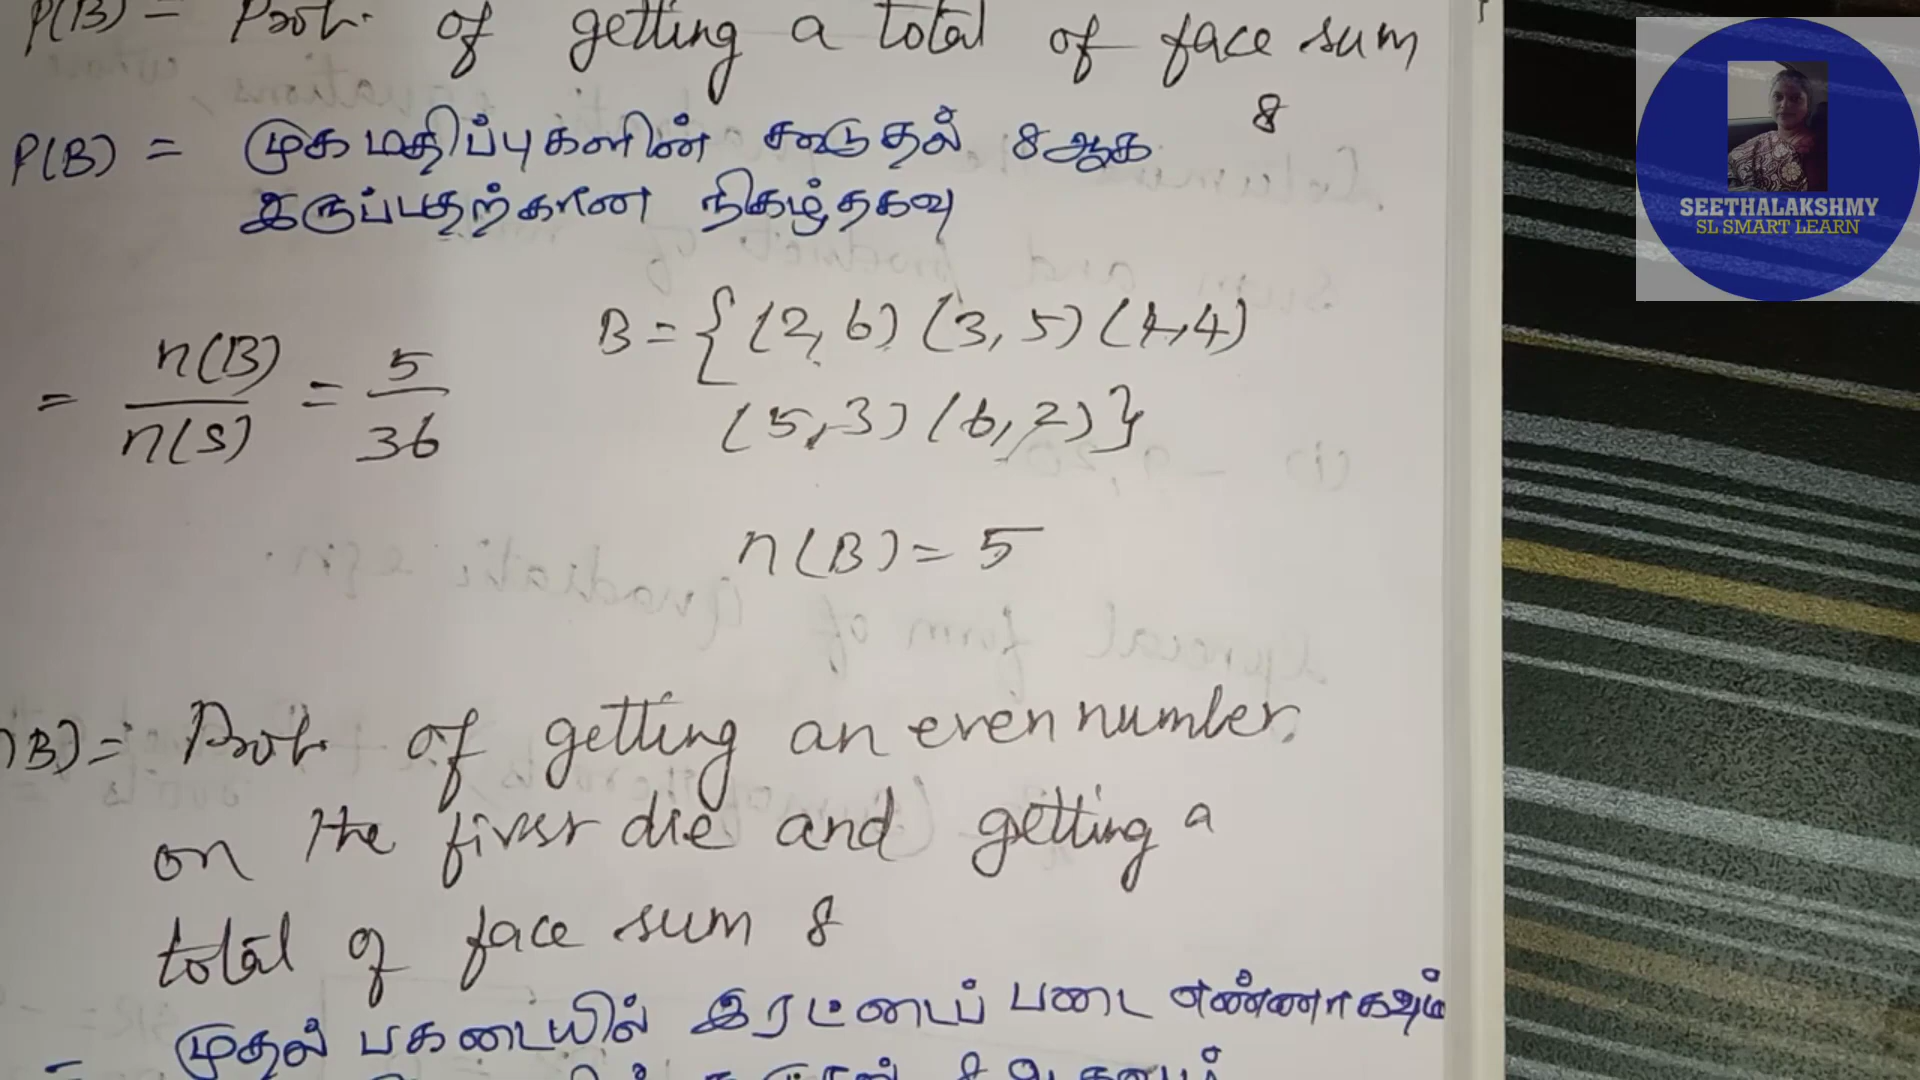 P(B) = Prob. of getting a total of face sum
8
P(B) = முக மதிப்புகளின் கூடுதல் 8 ஆக
இருப்பதற்கான நிகழ்தகவு
= n(B)/n(S) = 5/36
B = {(2,6) (3,5) (4,4)
(5,3) (6,2)}
n(B) = 5
B) = Prob. of getting an even number
on the first die and getting a
total of face sum 8
= முதல் பகடையில் இரட்டைப் படை எண்ணாகவும்
SEETHALAKSHMY
SL SMART LEARN